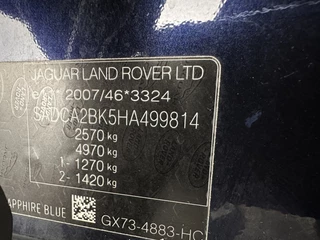 JAGUAR LAND ROVER LTD
2007/46*3324
SADCA2BK5HA499814
2570 kg
4970 kg
1- 1270 kg
2- 1420 kg
APPHIRE BLUE
GX73-4883-HC